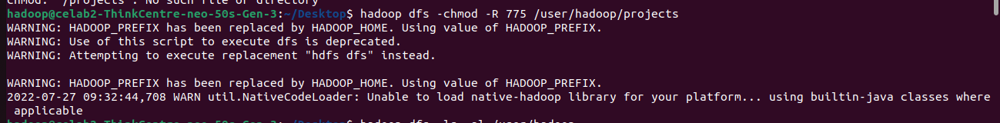 chmod: `/projects': No such file or directory
hadoop@celab2-ThinkCentre-neo-50s-Gen-3:~/Desktop$ hadoop dfs -chmod -R 775 /user/hadoop/projects
WARNING: HADOOP_PREFIX has been replaced by HADOOP_HOME. Using value of HADOOP_PREFIX.
WARNING: Use of this script to execute dfs is deprecated.
WARNING: Attempting to execute replacement "hdfs dfs" instead.
WARNING: HADOOP_PREFIX has been replaced by HADOOP_HOME. Using value of HADOOP_PREFIX.
2022-07-27 09:32:44,708 WARN util.NativeCodeLoader: Unable to load native-hadoop library for your platform... using builtin-java classes where
applicable
hadoop@celab2-ThinkCentre-neo-50s-Gen-3:~/Desktop$ hadoop dfs -ls